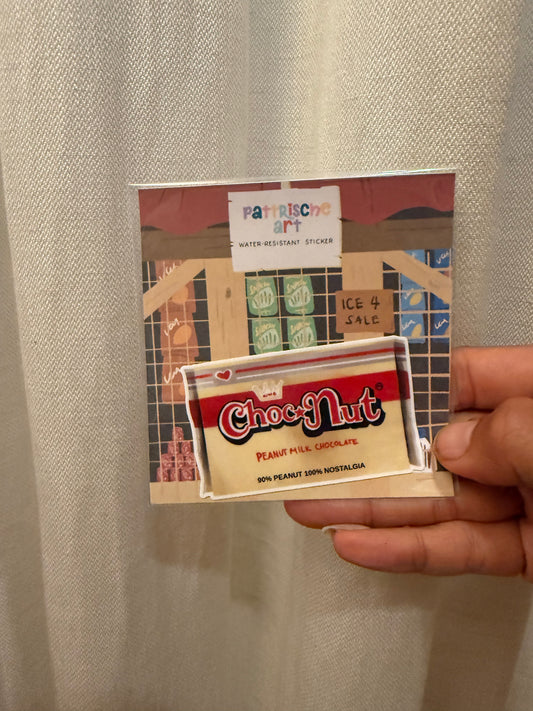 pattRische
aRt
WATER-RESISTANT STICKER
ICE 4
SALE
Choc★Nut
PEANUT MILK CHOCOLATE
90% PEANUT 100% NOSTALGIA